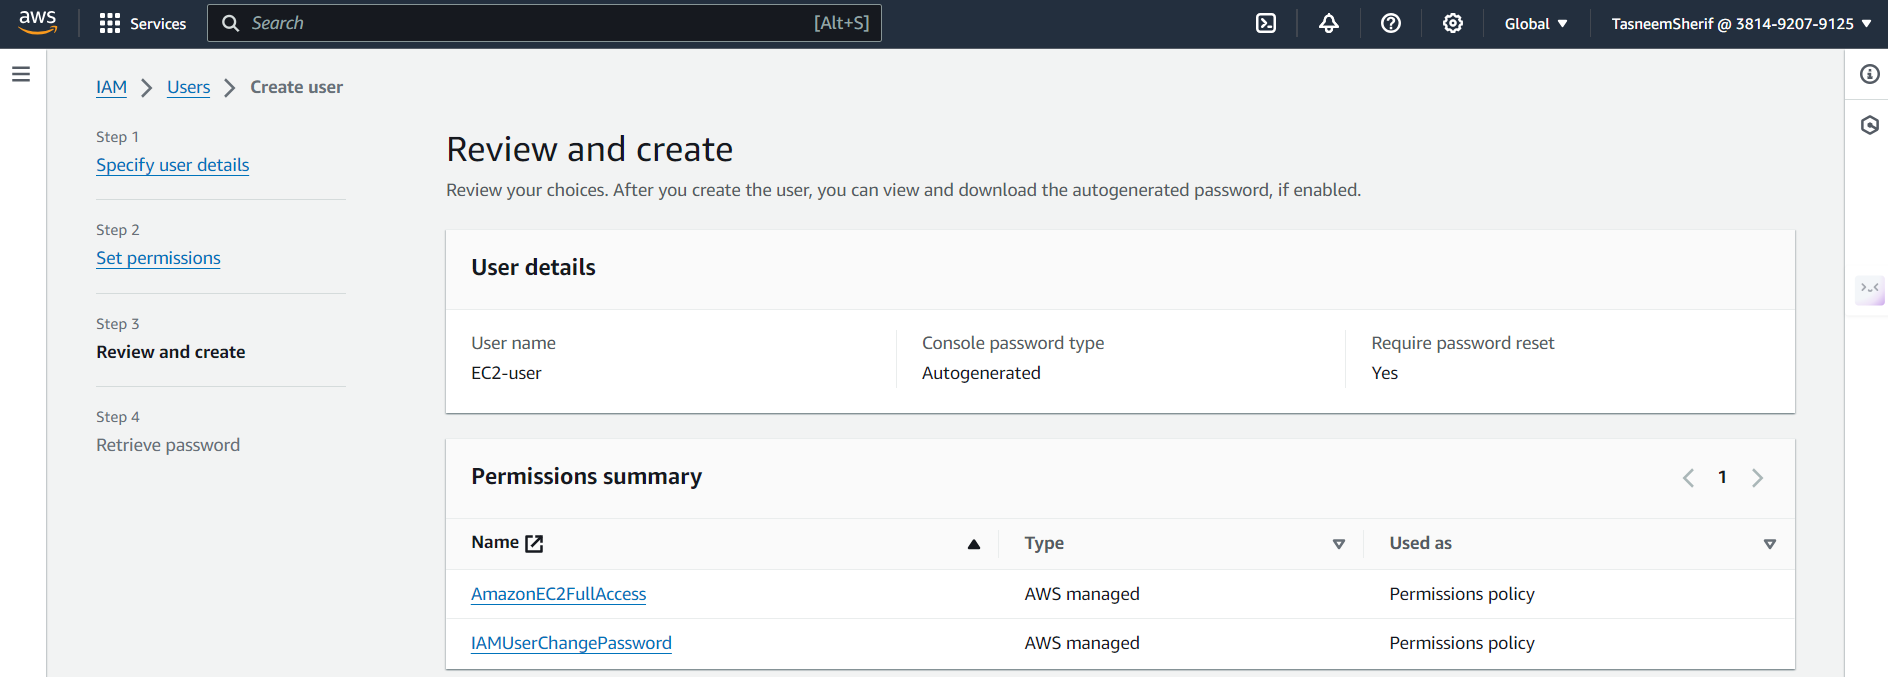 aws
Services
Search [Alt+S]
Global
TasneemSherif @ 3814-9207-9125
IAM > Users > Create user
Step 1
Specify user details
Step 2
Set permissions
Step 3
Review and create
Step 4
Retrieve password
Review and create
Review your choices. After you create the user, you can view and download the autogenerated password, if enabled.
User details
User name Console password type Require password reset
EC2-user Autogenerated Yes
Permissions summary
1
Name Type Used as
AmazonEC2FullAccess AWS managed Permissions policy
IAMUserChangePassword AWS managed Permissions policy